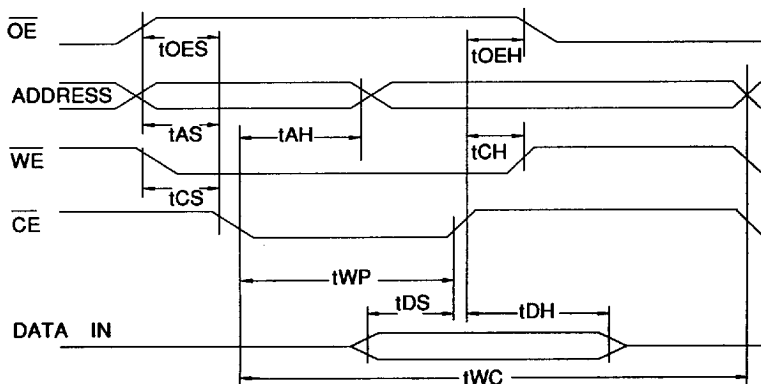 OE
tOES
tOEH
ADDRESS
tAS
tAH
tCH
WE
tCS
CE
tWP
tDS
tDH
DATA IN
tWC